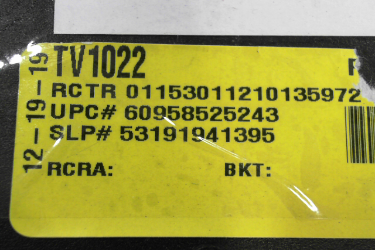 TV1022
RCTR 01153011210135972
UPC# 60958525243
SLP# 53191941395
RCRA: BKT:
12-19-19